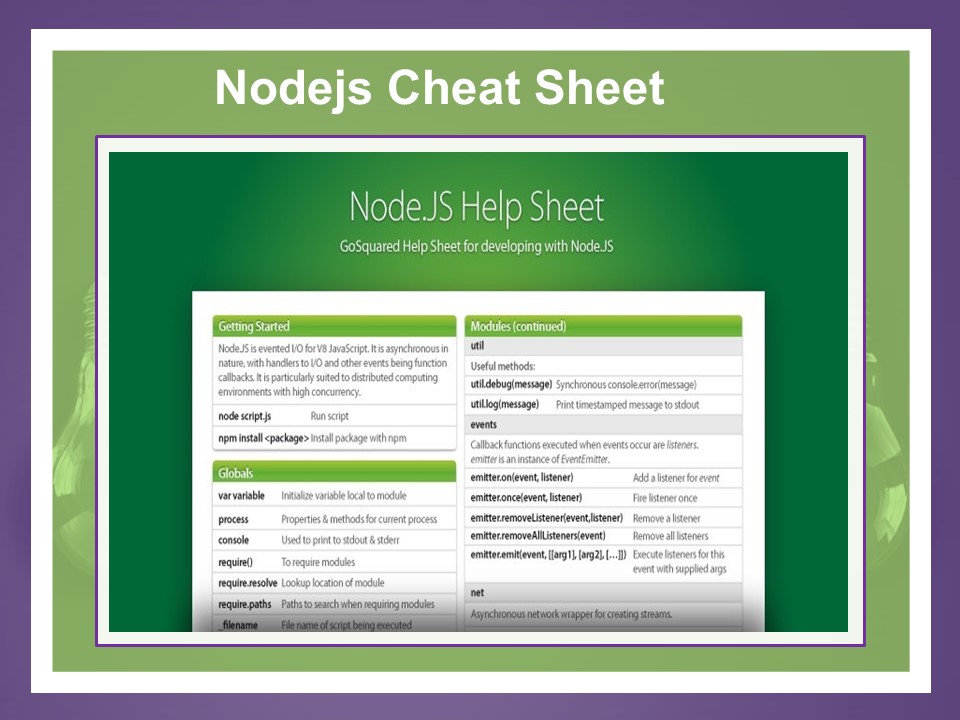 Nodejs Cheat Sheet
Node.JS Help Sheet
GoSquared Help Sheet for developing with Node.JS
Getting Started
Node.JS is evented I/O for V8 JavaScript. It is asynchronous in
nature, with handlers to I/O and other events being function
callbacks. It is particularly suited to distributed computing
environments with high concurrency.
node script.js Run script
npm install <package> Install package with npm
Globals
var variable Initialize variable local to module
process Properties & methods for current process
console Used to print to stdout & stderr
require() To require modules
require.resolve Lookup location of module
require.paths Paths to search when requiring modules
_filename File name of script being executed
Modules (continued)
util
Useful methods:
util.debug(message) Synchronous console.error(message)
util.log(message) Print timestamped message to stdout
events
Callback functions executed when events occur are listeners.
emitter is an instance of EventEmitter.
emitter.on(event, listener) Add a listener for event
emitter.once(event, listener) Fire listener once
emitter.removeListener(event,listener) Remove a listener
emitter.removeAllListeners(event) Remove all listeners
emitter.emit(event, [[arg1], [arg2], [...]]) Execute listeners for this
event with supplied args
net
Asynchronous network wrapper for creating streams.